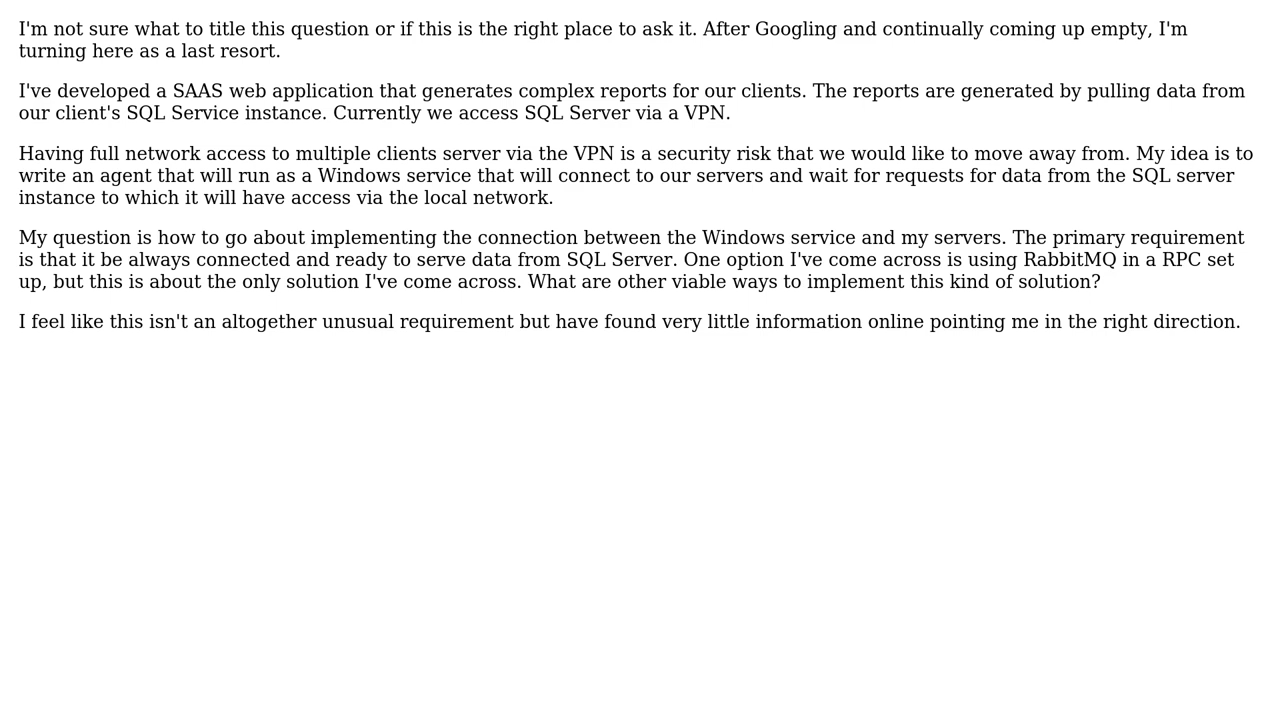 I'm not sure what to title this question or if this is the right place to ask it. After Googling and continually coming up empty, I'm
turning here as a last resort.
I've developed a SAAS web application that generates complex reports for our clients. The reports are generated by pulling data from
our client's SQL Service instance. Currently we access SQL Server via a VPN.
Having full network access to multiple clients server via the VPN is a security risk that we would like to move away from. My idea is to
write an agent that will run as a Windows service that will connect to our servers and wait for requests for data from the SQL server
instance to which it will have access via the local network.
My question is how to go about implementing the connection between the Windows service and my servers. The primary requirement
is that it be always connected and ready to serve data from SQL Server. One option I've come across is using RabbitMQ in a RPC set
up, but this is about the only solution I've come across. What are other viable ways to implement this kind of solution?
I feel like this isn't an altogether unusual requirement but have found very little information online pointing me in the right direction.